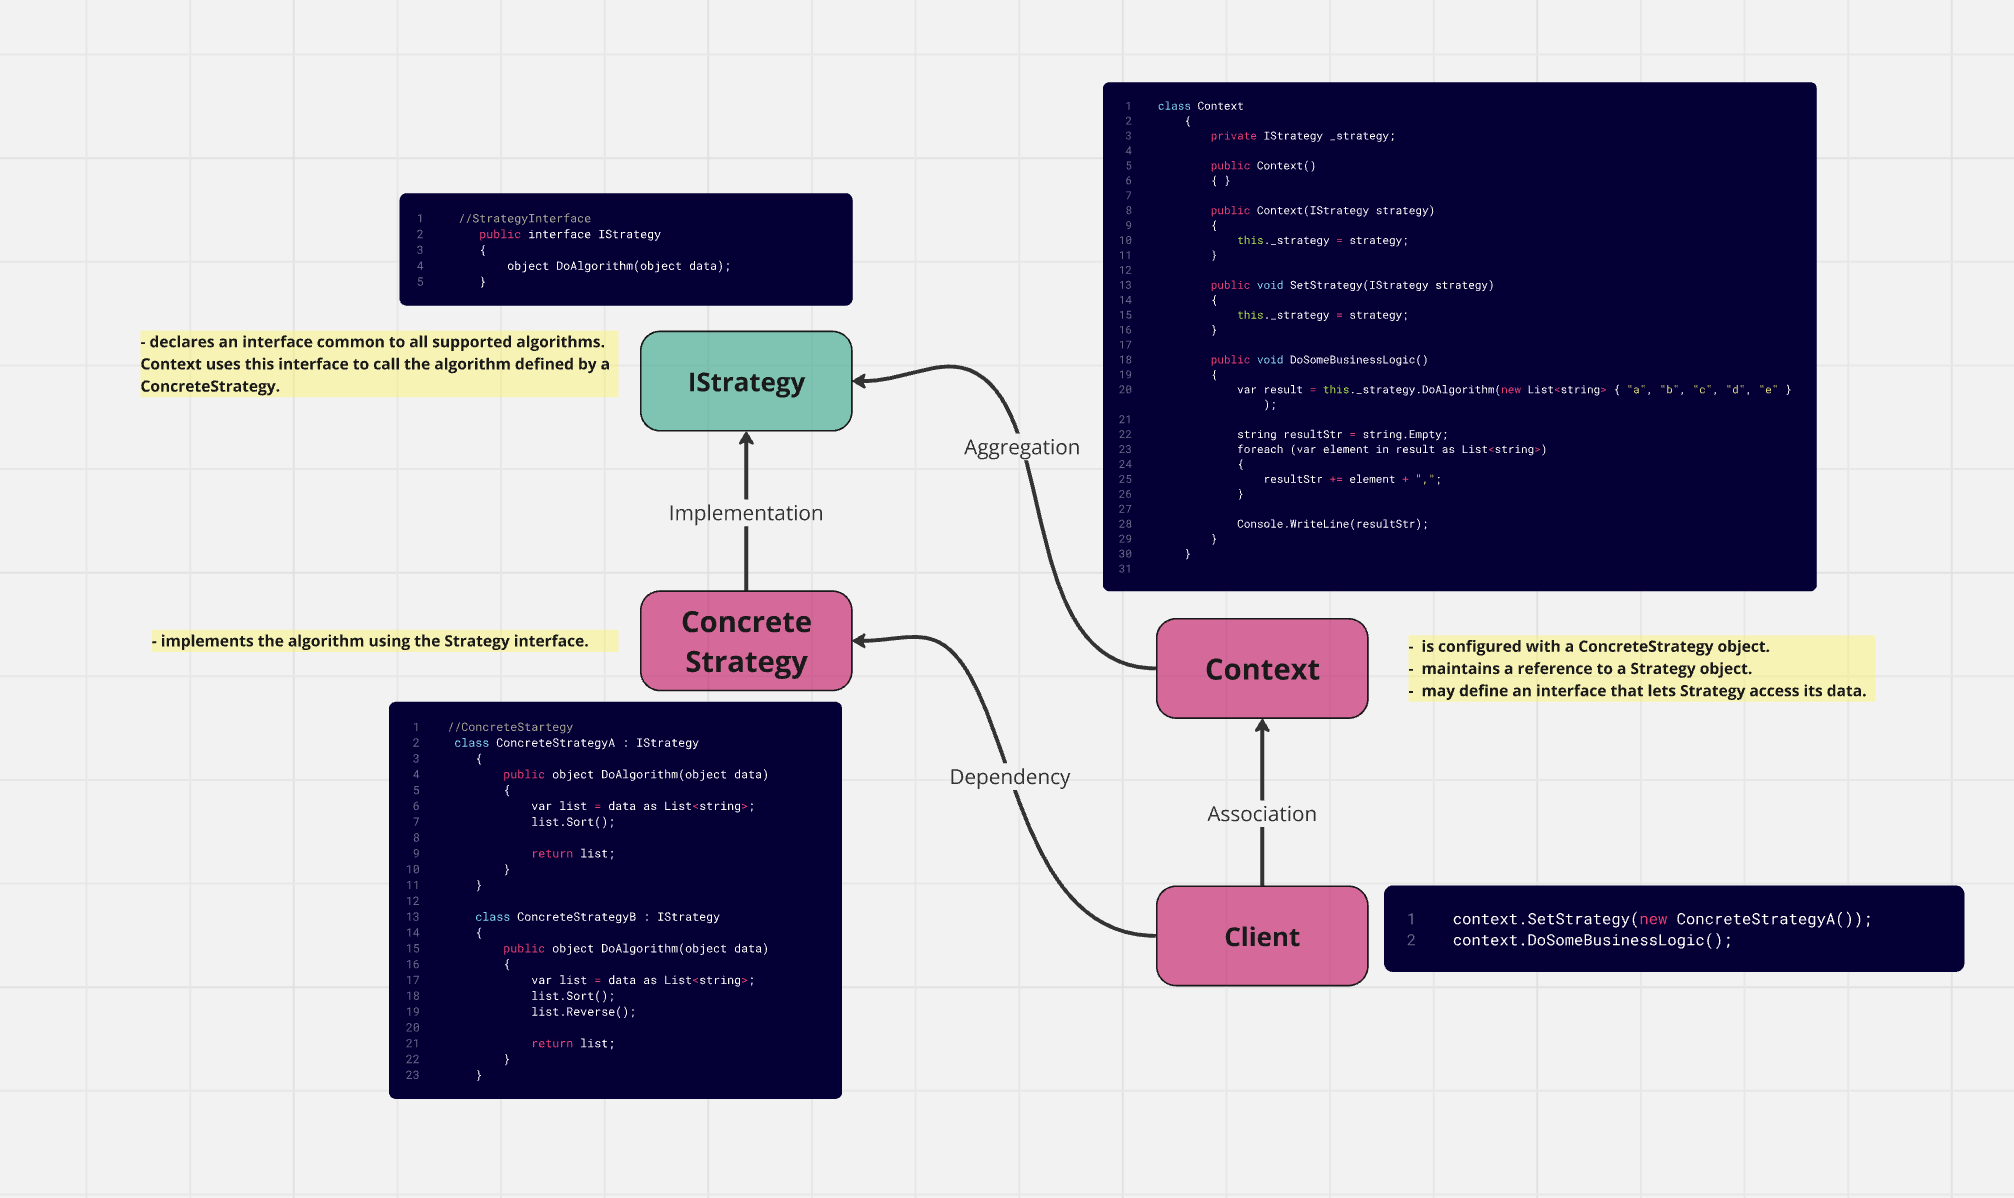 1 //StrategyInterface
2 public interface IStrategy
3 {
4 object DoAlgorithm(object data);
5 }
- declares an interface common to all supported algorithms.
Context uses this interface to call the algorithm defined by a
ConcreteStrategy.
IStrategy
Implementation
Aggregation
1 class Context
2 {
3 private IStrategy _strategy;
4
5 public Context()
6 { }
7
8 public Context(IStrategy strategy)
9 {
10 this._strategy = strategy;
11 }
12
13 public void SetStrategy(IStrategy strategy)
14 {
15 this._strategy = strategy;
16 }
17
18 public void DoSomeBusinessLogic()
19 {
20 var result = this._strategy.DoAlgorithm(new List<string> { "a", "b", "c", "d", "e" }
);
21
22 string resultStr = string.Empty;
23 foreach (var element in result as List<string>)
24 {
25 resultStr += element + ",";
26 }
27
28 Console.WriteLine(resultStr);
29 }
30 }
31
- implements the algorithm using the Strategy interface.
Concrete
Strategy
Context
- is configured with a ConcreteStrategy object.
- maintains a reference to a Strategy object.
- may define an interface that lets Strategy access its data.
1 //ConcreteStartegy
2 class ConcreteStrategyA : IStrategy
3 {
4 public object DoAlgorithm(object data)
5 {
6 var list = data as List<string>;
7 list.Sort();
8
9 return list;
10 }
11 }
12
13 class ConcreteStrategyB : IStrategy
14 {
15 public object DoAlgorithm(object data)
16 {
17 var list = data as List<string>;
18 list.Sort();
19 list.Reverse();
20
21 return list;
22 }
23 }
Dependency
Association
Client
1 context.SetStrategy(new ConcreteStrategyA());
2 context.DoSomeBusinessLogic();